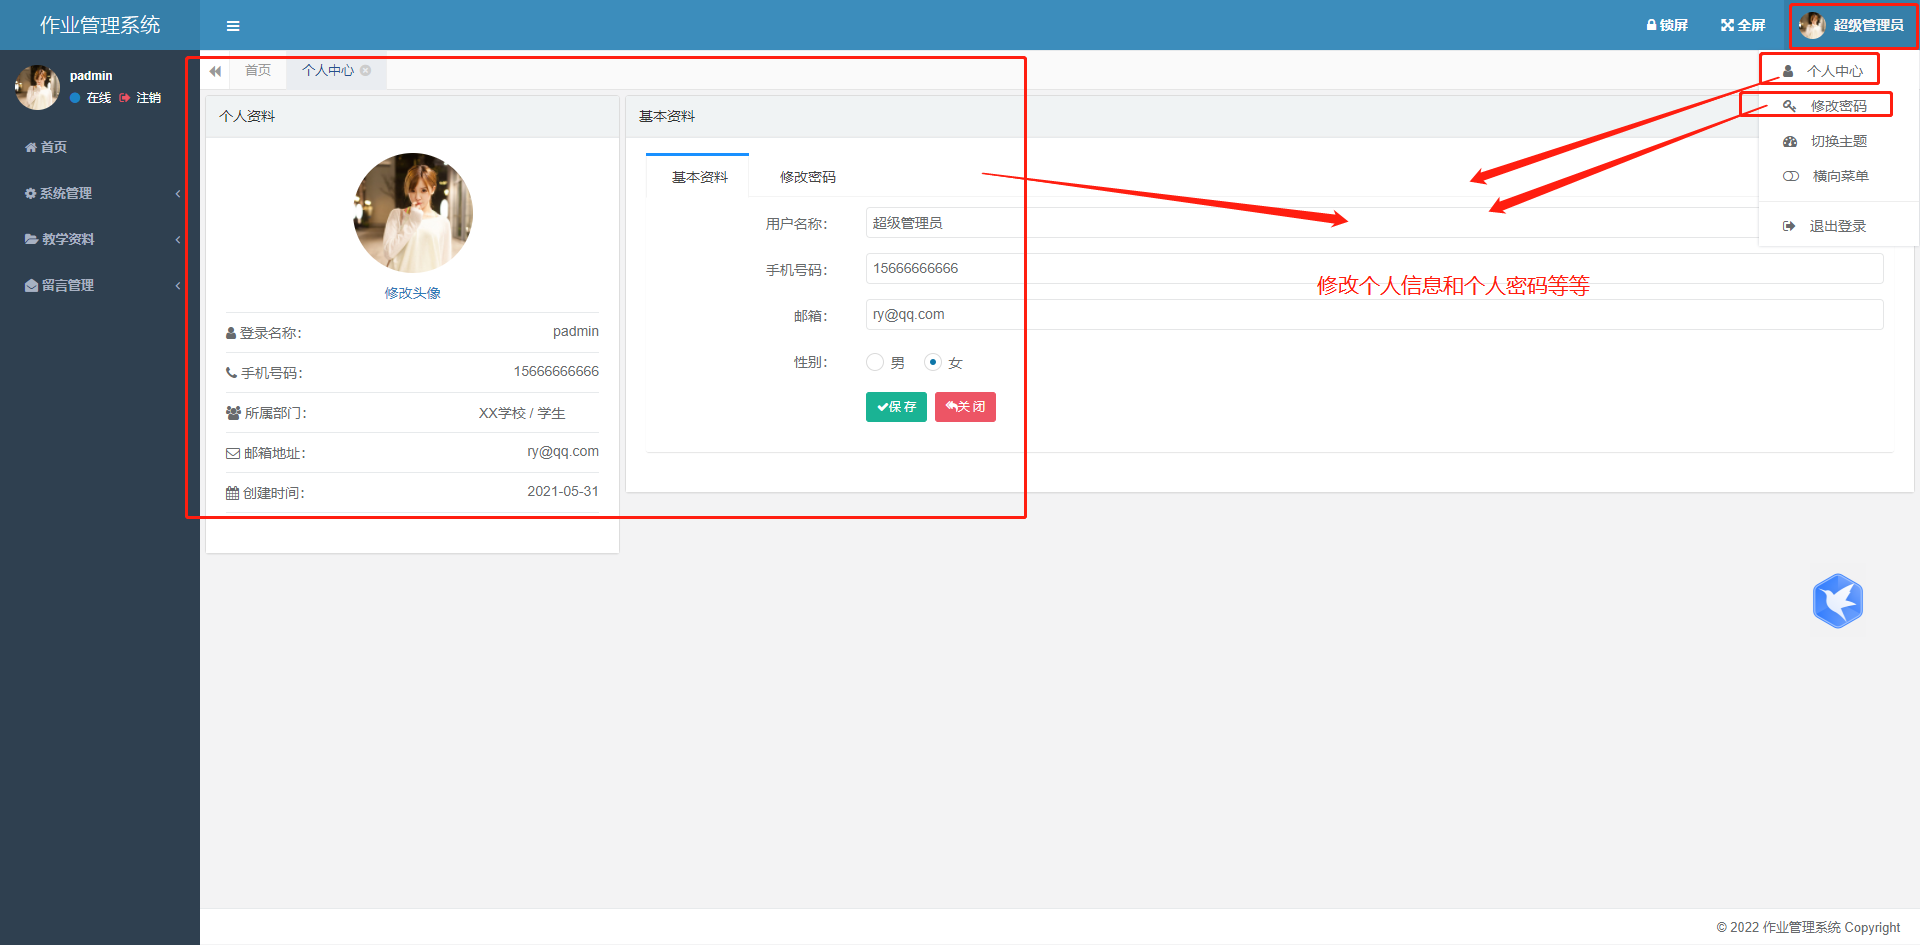 作业管理系统
锁屏
全屏
超级管理员
padmin
在线
注销
首页
个人中心
个人中心
修改密码
切换主题
横向菜单
退出登录
首页
系统管理
教学资料
留言管理
个人资料
修改头像
登录名称:
padmin
手机号码:
15666666666
所属部门:
XX学校 / 学生
邮箱地址:
ry@qq.com
创建时间:
2021-05-31
基本资料
基本资料
修改密码
用户名称:
超级管理员
手机号码:
15666666666
邮箱:
ry@qq.com
性别:
男
女
保 存
关 闭
修改个人信息和个人密码等等
© 2022 作业管理系统 Copyright